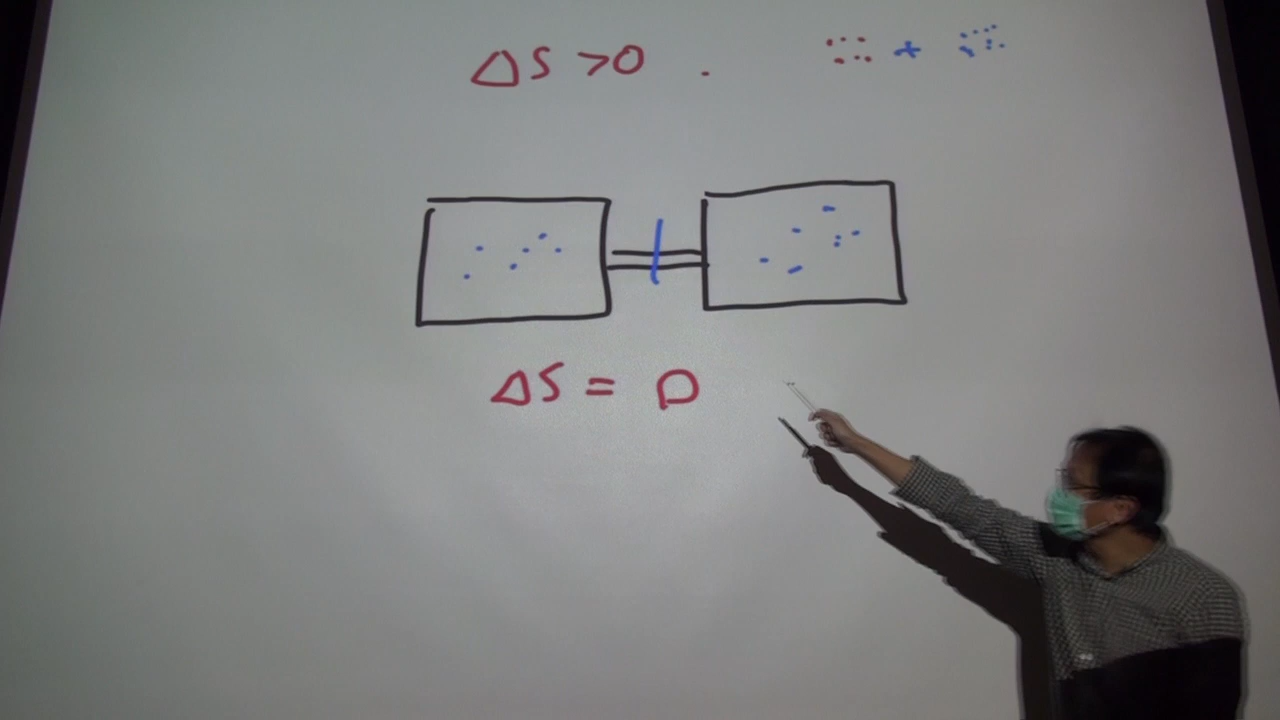 ΔS >0 . +
ΔS = 0